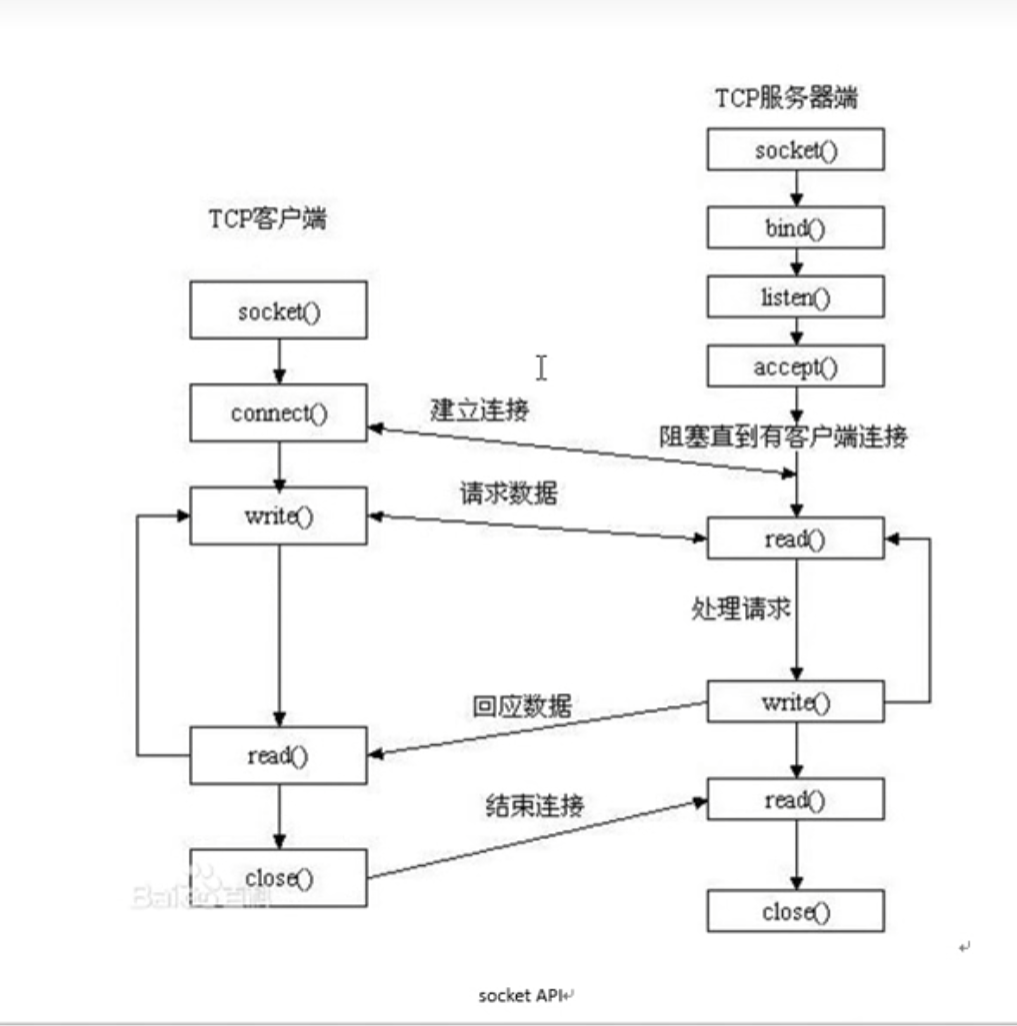 TCP服务器端
socket()
bind()
listen()
accept()
阻塞直到有客户端连接
read()
处理请求
write()
read()
close()
TCP客户端
socket()
connect()
write()
read()
close()
建立连接
请求数据
回应数据
结束连接
Baidu百科
socket API↵